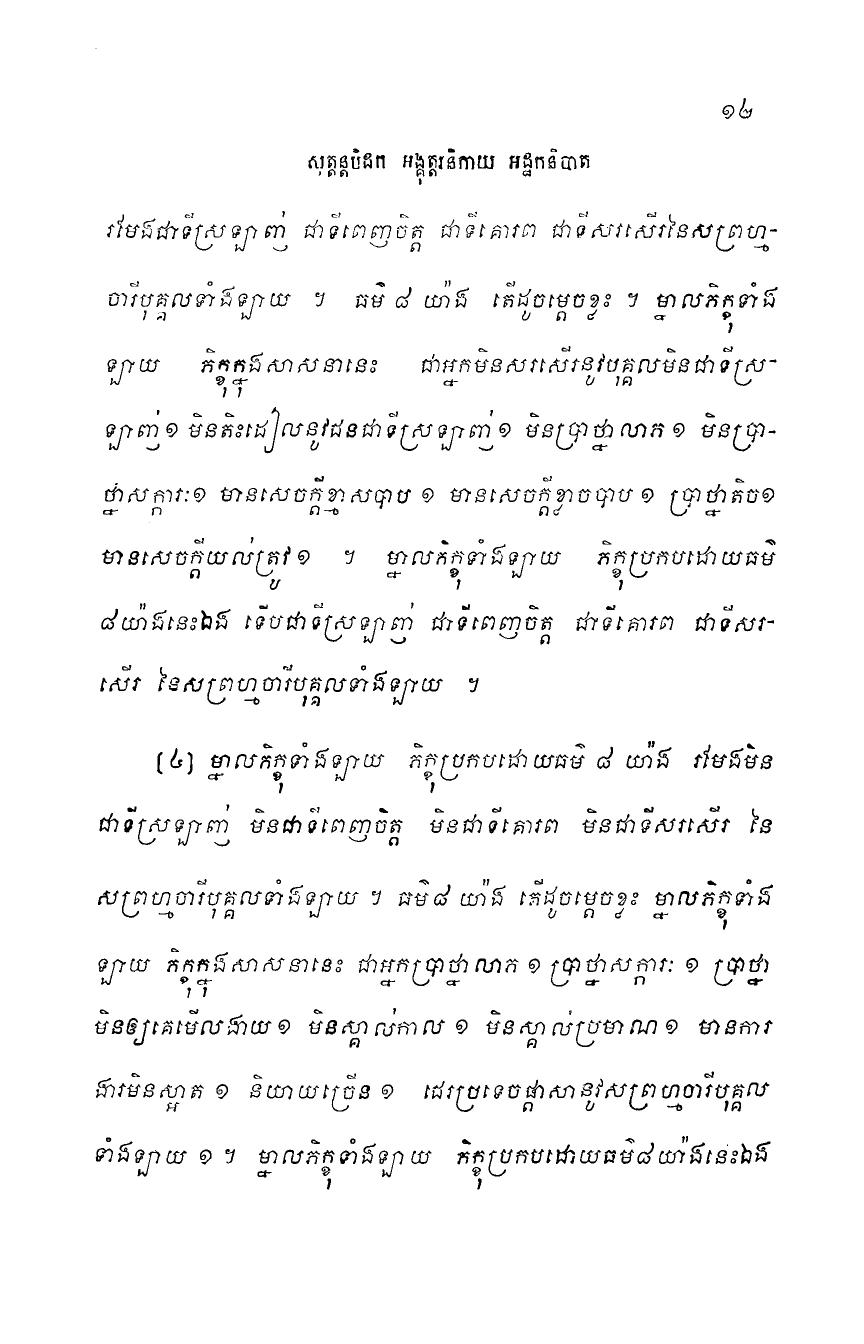 ១៤
សុត្តន្តបិដក អង្គុត្តរនិកាយ អដ្ឋកនិបាត
រមែងជាទីស្រឡាញ់ ជាទីពេញចិត្ត ជាទីគោរព ជាទីសរសើរនៃសព្រហ្ម-
ចារីបុគ្គលទាំងឡាយ ។ ធម៌ ៨ យ៉ាង តើដូចម្តេចខ្លះ ។ ម្នាលភិក្ខុទាំង
ឡាយ ភិក្ខុក្នុងសាសនានេះ ជាអ្នកមិនសរសើរនូវបុគ្គលមិនជាទីស្រ-
ឡាញ់ ១ មិនតិះដៀលនូវជនជាទីស្រឡាញ់ ១ មិនប្រាថ្នាលាភ ១ មិនប្រា-
ថ្នាសក្ការៈ ១ មានសេចក្តីខ្មាសបាប ១ មានសេចក្តីខ្លាចបាប ១ ប្រាថ្នាតិច ១
មានសេចក្តីយល់ត្រូវ ១ ។ ម្នាលភិក្ខុទាំងឡាយ ភិក្ខុប្រកបដោយធម៌
៨ យ៉ាងនេះឯង ទើបជាទីស្រឡាញ់ ជាទីពេញចិត្ត ជាទីគោរព ជាទីសរ-
សើរ នៃសព្រហ្មចារីបុគ្គលទាំងឡាយ ។
(៤) ម្នាលភិក្ខុទាំងឡាយ ភិក្ខុប្រកបដោយធម៌ ៨ យ៉ាង រមែងមិន
ជាទីស្រឡាញ់ មិនជាទីពេញចិត្ត មិនជាទីគោរព មិនជាទីសរសើរ នៃ
សព្រហ្មចារីបុគ្គលទាំងឡាយ ។ ធម៌ ៨ យ៉ាង តើដូចម្តេចខ្លះ ម្នាលភិក្ខុទាំង
ឡាយ ភិក្ខុក្នុងសាសនានេះ ជាអ្នកប្រាថ្នាលាភ ១ ប្រាថ្នាសក្ការៈ ១ ប្រាថ្នា
មិនឲ្យគេមើលងាយ ១ មិនស្គាល់កាល ១ មិនស្គាល់ប្រមាណ ១ មានការ
ងារមិនស្អាត ១ និយាយច្រើន ១ ជេរប្រទេចផ្តាសានូវសព្រហ្មចារីបុគ្គល
ទាំងឡាយ ១ ។ ម្នាលភិក្ខុទាំងឡាយ ភិក្ខុប្រកបដោយធម៌ ៨ យ៉ាងនេះឯង